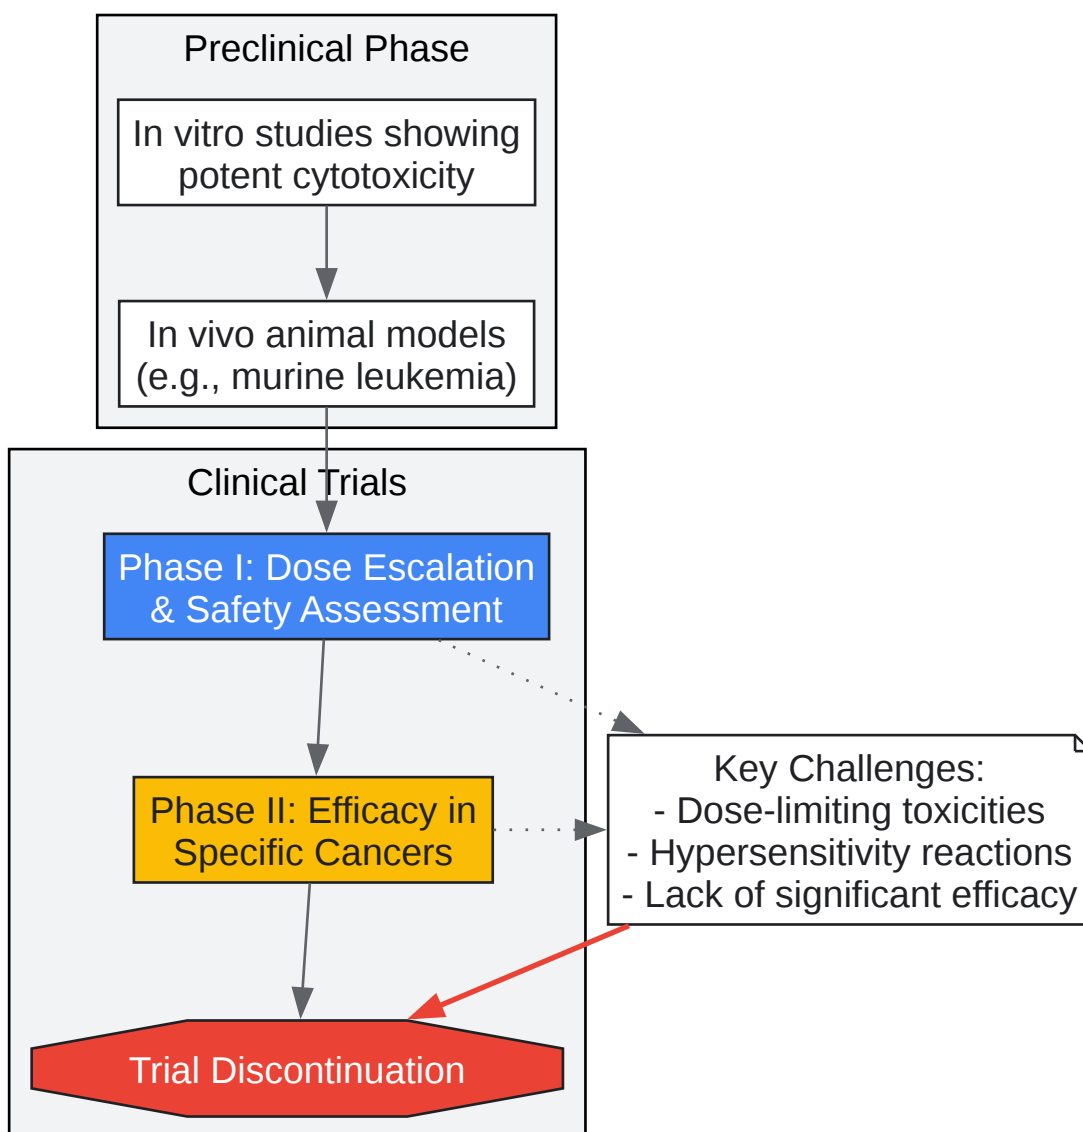 Preclinical Phase
In vitro studies showing
potent cytotoxicity
In vivo animal models
(e.g., murine leukemia)
Clinical Trials
Phase I: Dose Escalation
& Safety Assessment
Phase II: Efficacy in
Specific Cancers
Key Challenges:
- Dose-limiting toxicities
- Hypersensitivity reactions
- Lack of significant efficacy
Trial Discontinuation